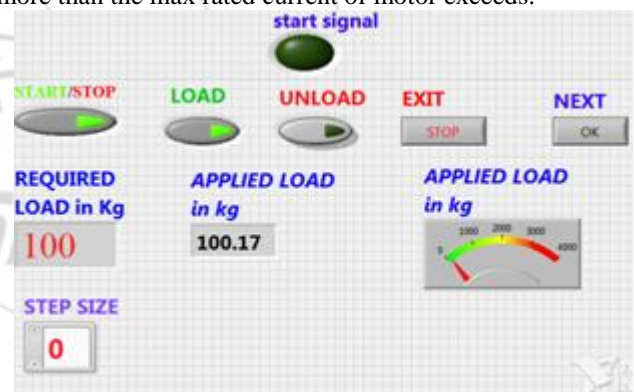 more than the max rated current of motor exceeds.
start signal
START/STOP
LOAD
UNLOAD
EXIT
NEXT
STOP
OK
REQUIRED
LOAD in Kg
100
APPLIED LOAD
in kg
100.17
APPLIED LOAD
in kg
0 1000 2000 3000 4000
STEP SIZE
0